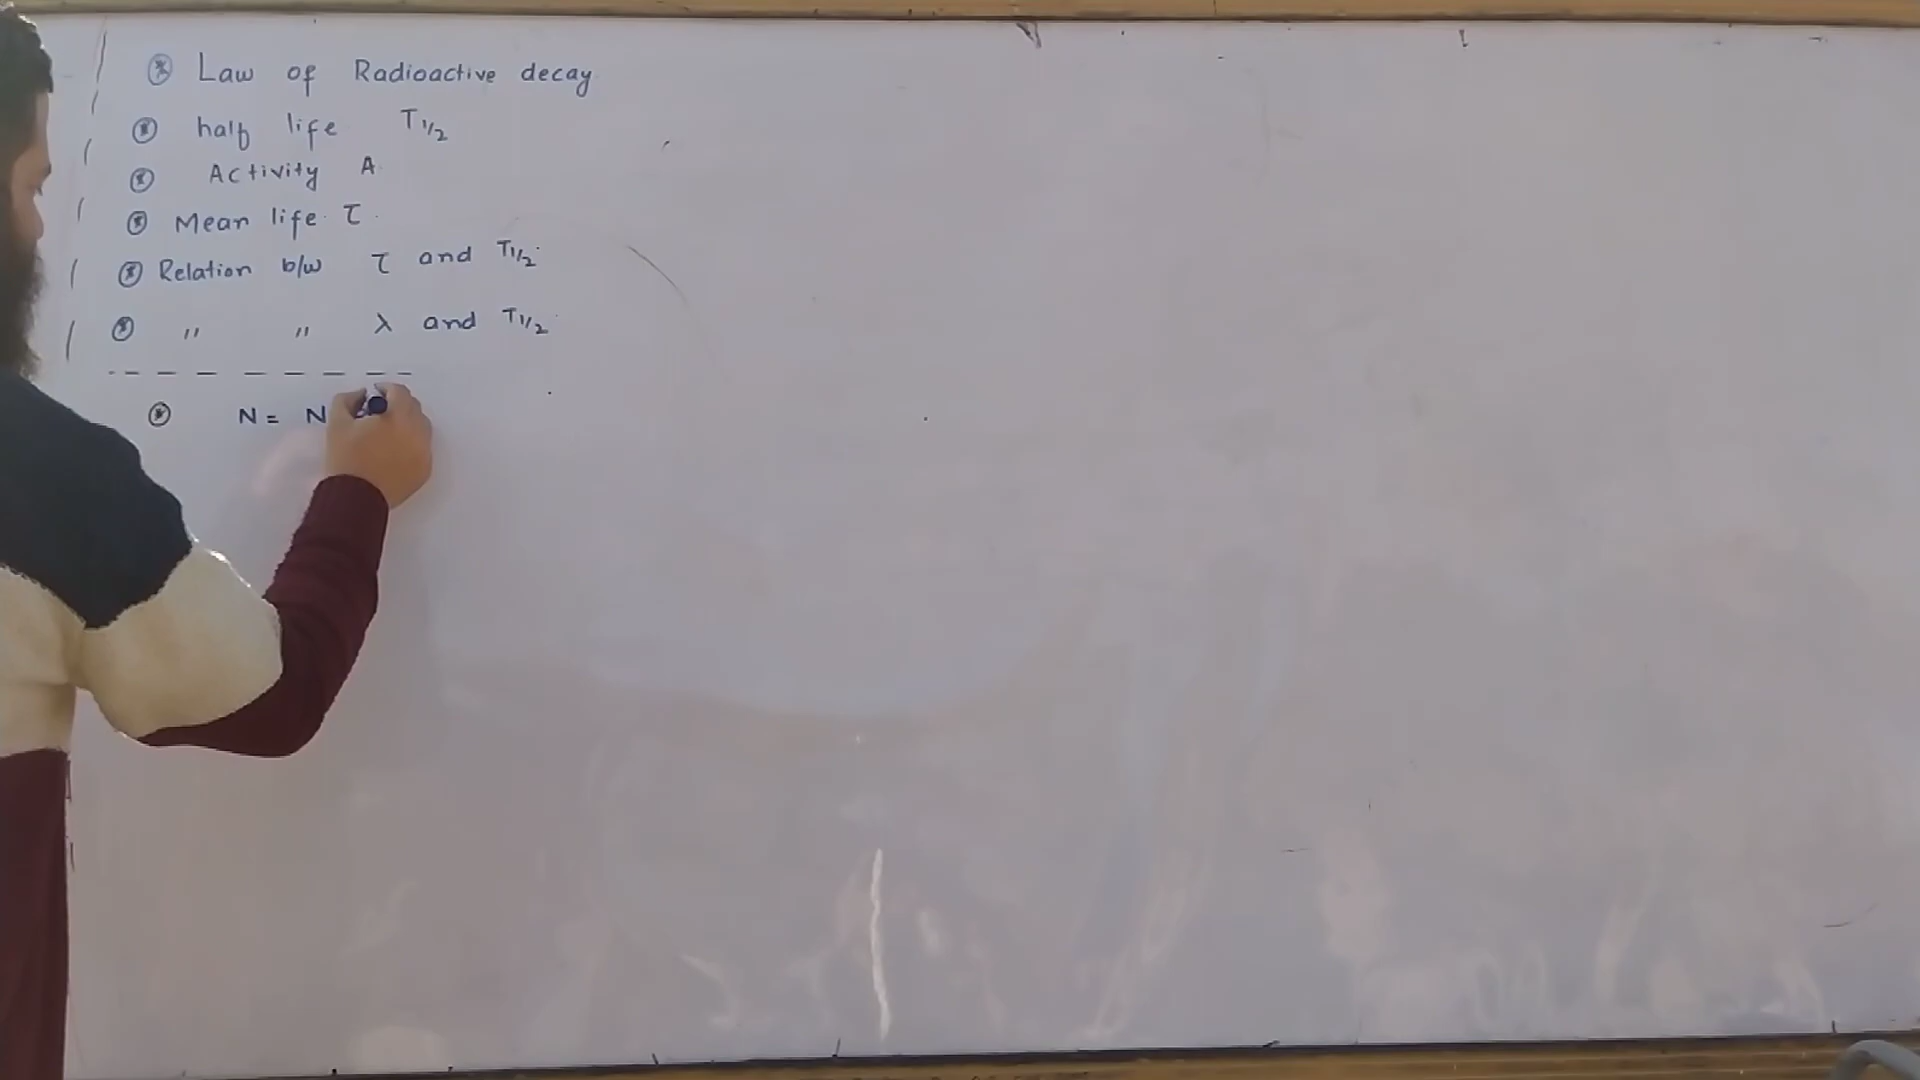 ⊛ Law of Radioactive decay
⊛ half life T1/2
⊛ Activity A
⊛ Mean life τ
⊛ Relation b/w τ and T1/2
⊛ " " λ and T1/2
⊛ N = N